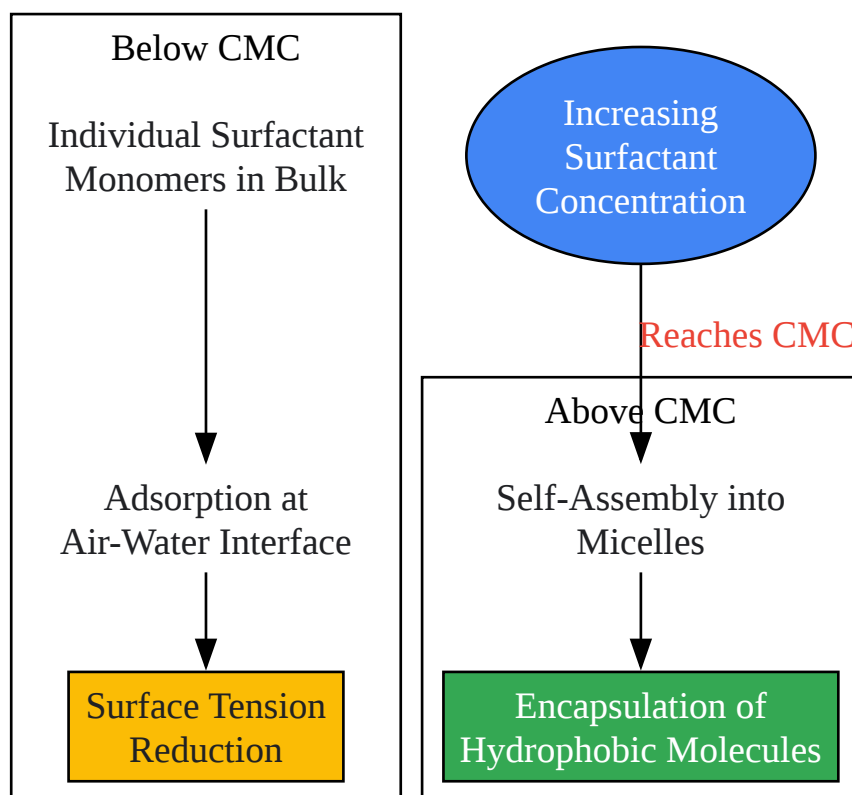 Below CMC
Individual Surfactant
Monomers in Bulk
Adsorption at
Air-Water Interface
Surface Tension
Reduction
Increasing
Surfactant
Concentration
Reaches CMC
Above CMC
Self-Assembly into
Micelles
Encapsulation of
Hydrophobic Molecules